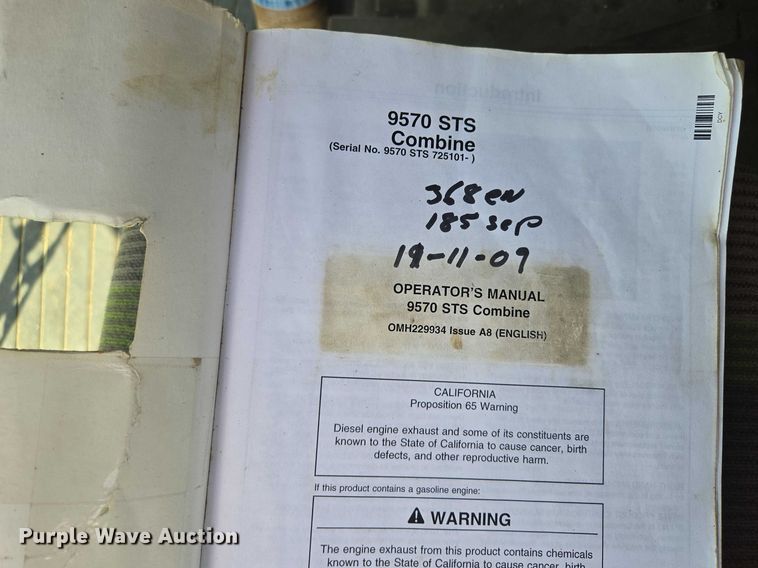 9570 STS
Combine
(Serial No. 9570 STS 725101- )
368 en
185 sep
11-09
OPERATOR'S MANUAL
9570 STS Combine
OMH229934 Issue A8 (ENGLISH)
CALIFORNIA
Proposition 65 Warning
Diesel engine exhaust and some of its constituents are
known to the State of California to cause cancer, birth
defects, and other reproductive harm.
If this product contains a gasoline engine:
WARNING
The engine exhaust from this product contains chemicals
known to the State of California to cause cancer, birth
DCY
Introduction
Purple Wave Auction